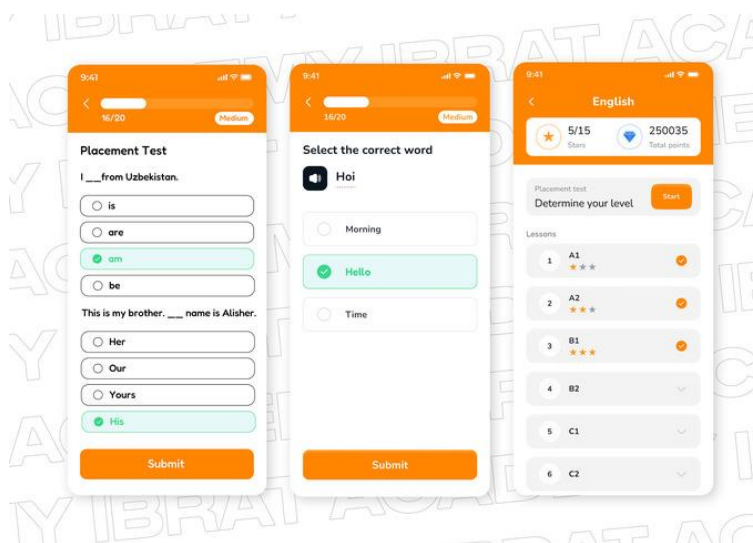 9:41
16/20 Medium
Placement Test
I __from Uzbekistan.
is
are
am
be
This is my brother. __ name is Alisher.
Her
Our
Yours
His
Submit
9:41
16/20 Medium
Select the correct word
Hoi
Morning
Hello
Time
Submit
9:41
English
5/15
Stars
250035
Total points
Placement test
Determine your level
Start
Lessons
1 A1
2 A2
3 B1
4 B2
5 C1
6 C2
IBRAT ACADEMY